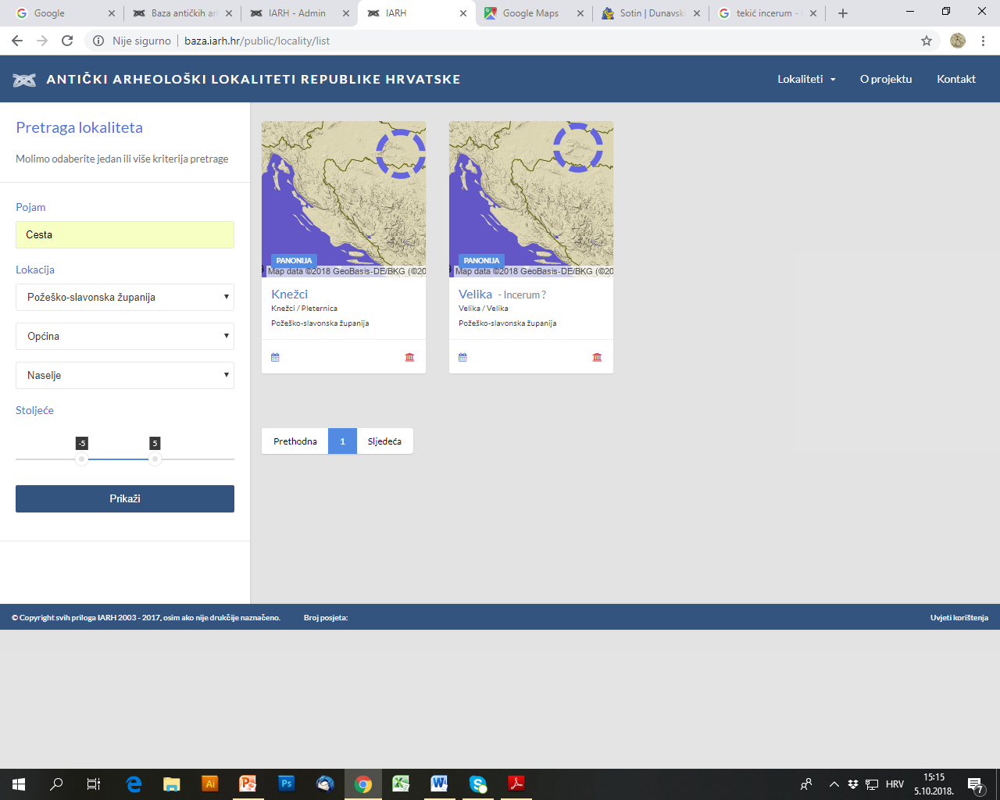 Google
Baza antičkih ar
IARH - Admin
IARH
Google Maps
Sotin | Dunavsk
tekić incerum -
Nije sigurno
baza.iarh.hr/public/locality/list
ANTIČKI ARHEOLOŠKI LOKALITETI REPUBLIKE HRVATSKE
Lokaliteti
O projektu
Kontakt
Pretraga lokaliteta
Molimo odaberite jedan ili više kriterija pretrage
Pojam
Cesta
Lokacija
Požeško-slavonska županija
Općina
Naselje
Stoljeće
-5
5
Prikaži
PANONIJA
Map data ©2018 GeoBasis-DE/BKG (©20
Knežci
Knežci / Pleternica
Požeško-slavonska županija
PANONIJA
Map data ©2018 GeoBasis-DE/BKG (©20
Velika - Incerum ?
Velika / Velika
Požeško-slavonska županija
Prethodna
1
Sljedeća
© Copyright svih priloga IARH 2003 - 2017, osim ako nije drukčije naznačeno.
Broj posjeta:
Uvjeti korištenja
Ai
Ps
HRV
15:15
5.10.2018.
7